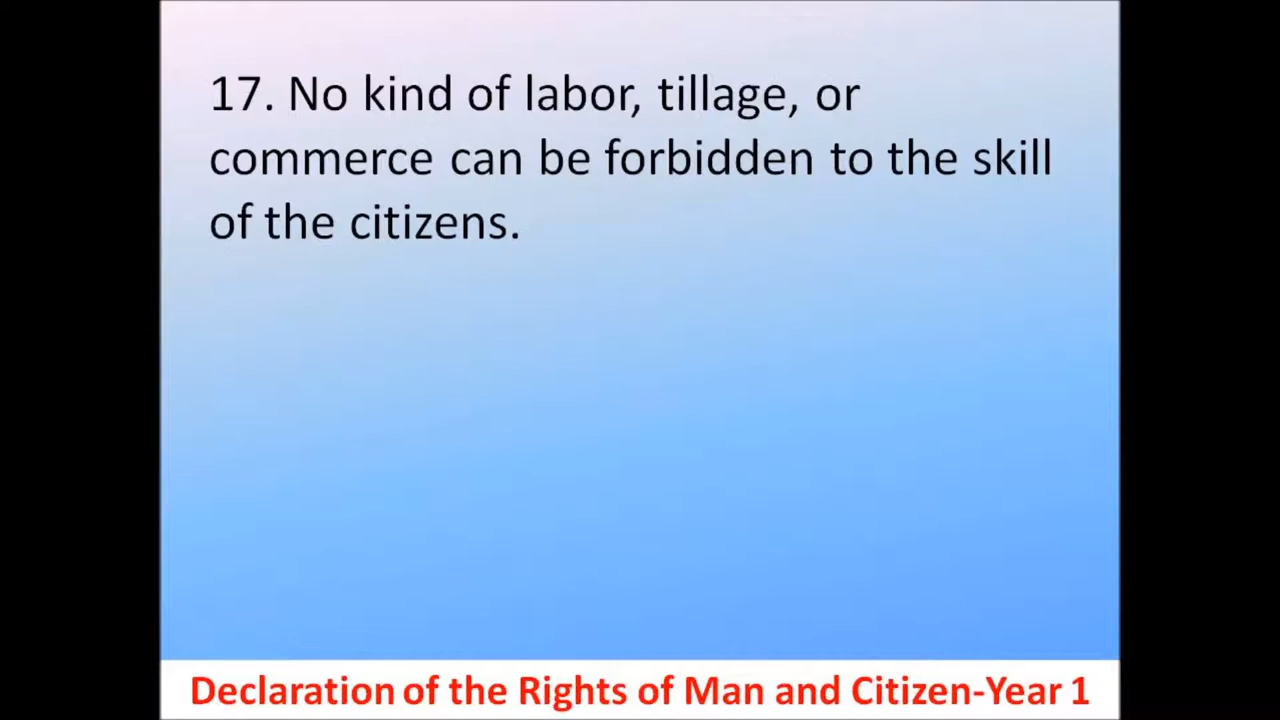 17. No kind of labor, tillage, or
commerce can be forbidden to the skill
of the citizens.
Declaration of the Rights of Man and Citizen-Year 1